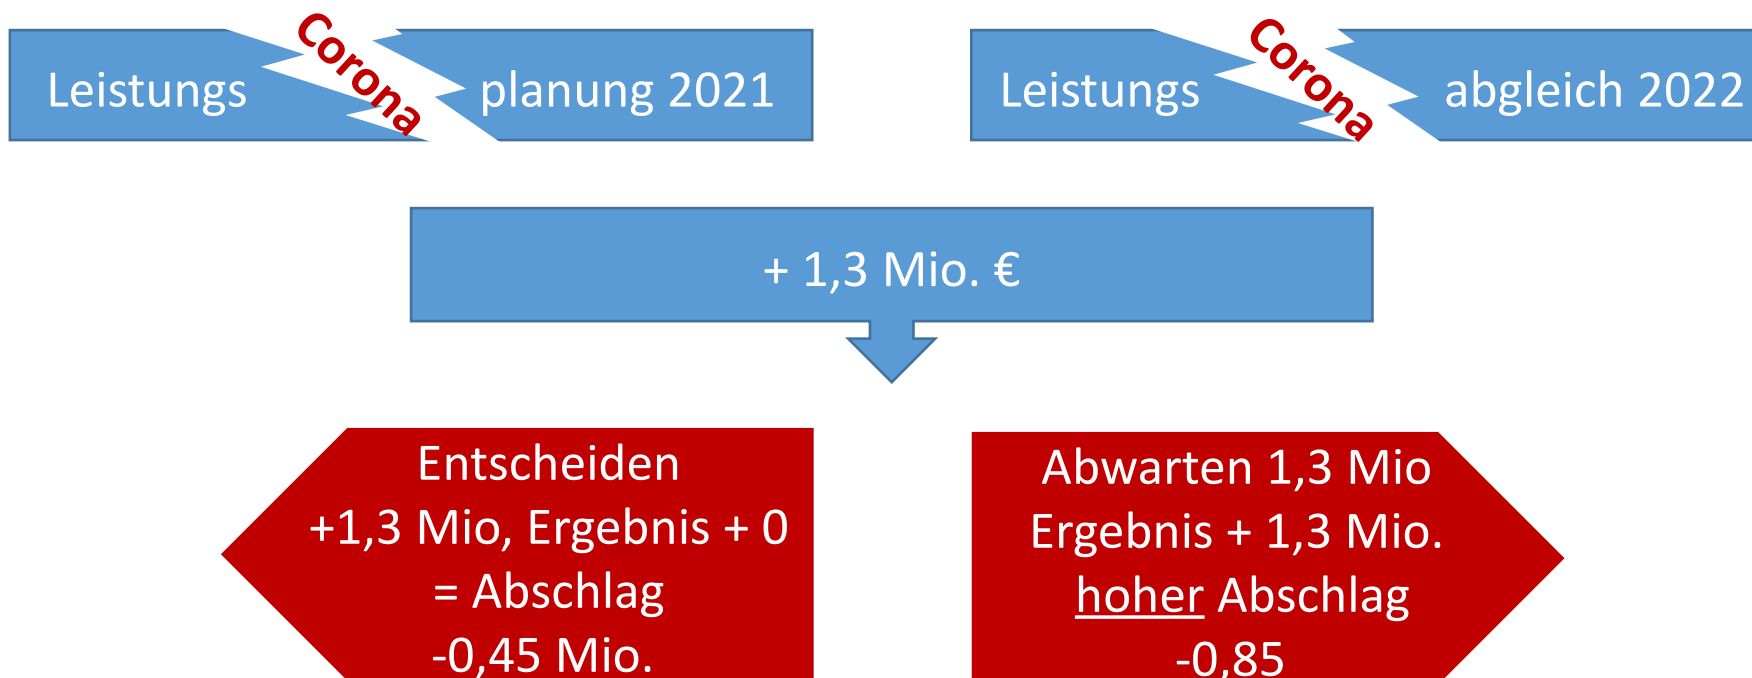 Leistungs Corona planung 2021
Leistungs Corona abgleich 2022
+ 1,3 Mio. €
Entscheiden
+1,3 Mio, Ergebnis + 0
= Abschlag
-0,45 Mio.
Abwarten 1,3 Mio
Ergebnis + 1,3 Mio.
hoher Abschlag
-0,85